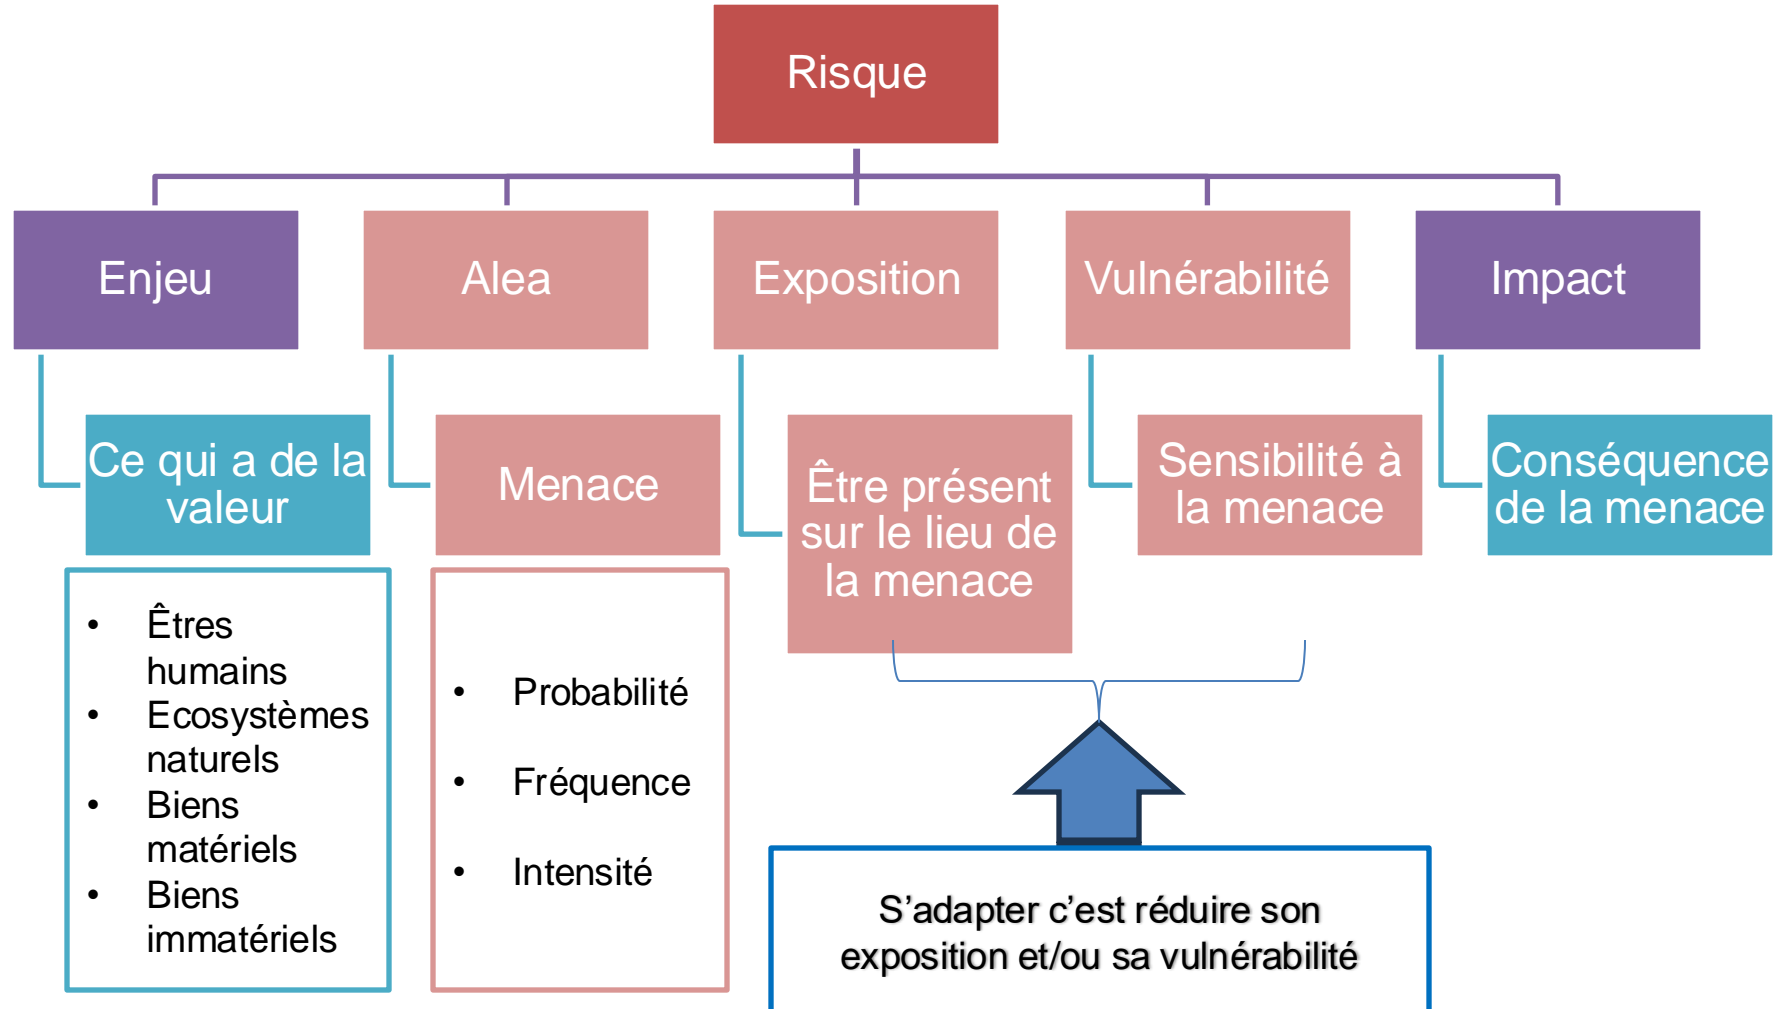 Risque
Enjeu
Alea
Exposition
Vulnérabilité
Impact
Ce qui a de la
valeur
Menace
Être présent
sur le lieu de
la menace
Sensibilité à
la menace
Conséquence
de la menace
• Êtres
humains
• Ecosystèmes
naturels
• Biens
matériels
• Biens
immatériels
• Probabilité
• Fréquence
• Intensité
S’adapter c’est réduire son
exposition et/ou sa vulnérabilité